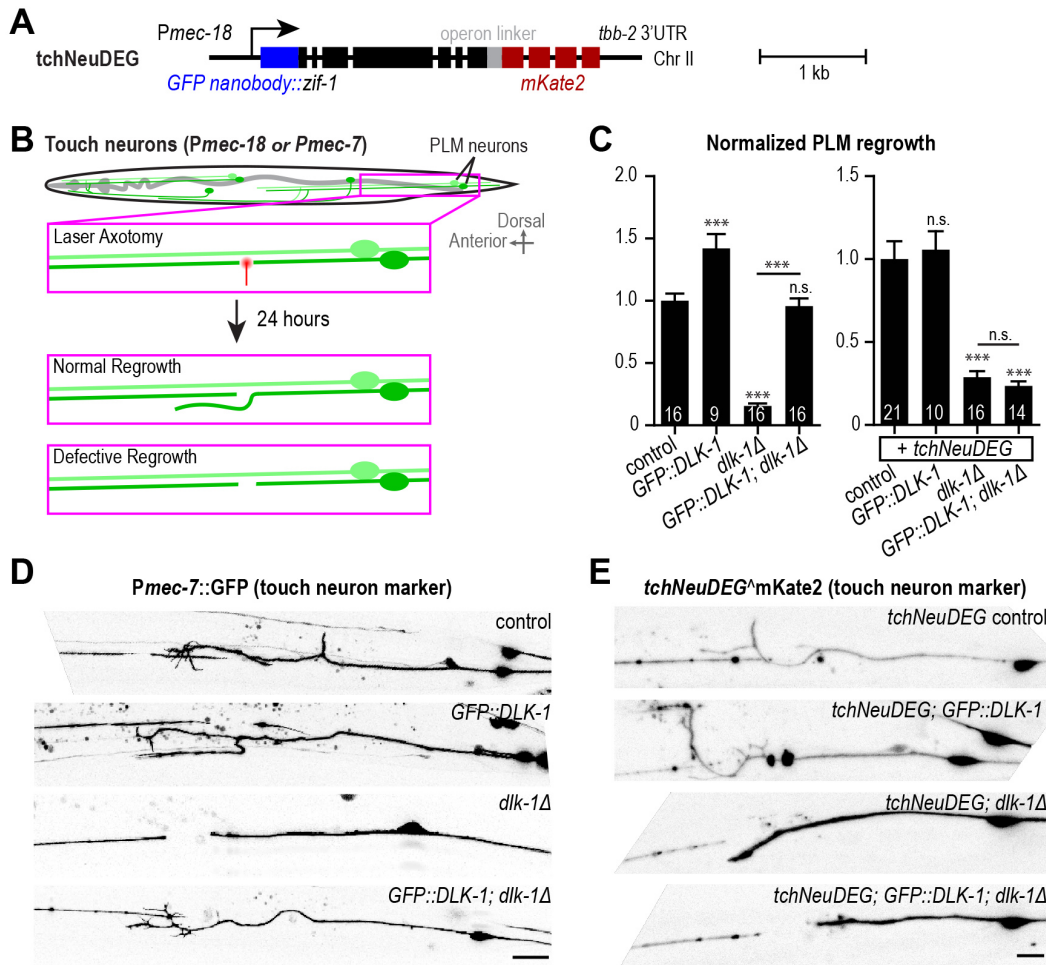 A
Pmec-18
operon linker
tbb-2 3’UTR
tchNeuDEG
Chr II
GFP nanobody::zif-1
mKate2
1 kb
B
Touch neurons (Pmec-18 or Pmec-7)
PLM neurons
Dorsal
Anterior
Laser Axotomy
24 hours
Normal Regrowth
Defective Regrowth
C
Normalized PLM regrowth
2.0
1.5
1.0
0.5
0
***
***
n.s.
***
16
9
16
16
control
GFP::DLK-1
dlk-1Δ
GFP::DLK-1; dlk-1Δ
1.5
1.0
0.5
0
n.s.
n.s.
***
***
21
10
16
14
+ tchNeuDEG
control
GFP::DLK-1
dlk-1Δ
GFP::DLK-1; dlk-1Δ
D
Pmec-7::GFP (touch neuron marker)
control
GFP::DLK-1
dlk-1Δ
GFP::DLK-1; dlk-1Δ
E
tchNeuDEG^mKate2 (touch neuron marker)
tchNeuDEG control
tchNeuDEG; GFP::DLK-1
tchNeuDEG; dlk-1Δ
tchNeuDEG; GFP::DLK-1; dlk-1Δ